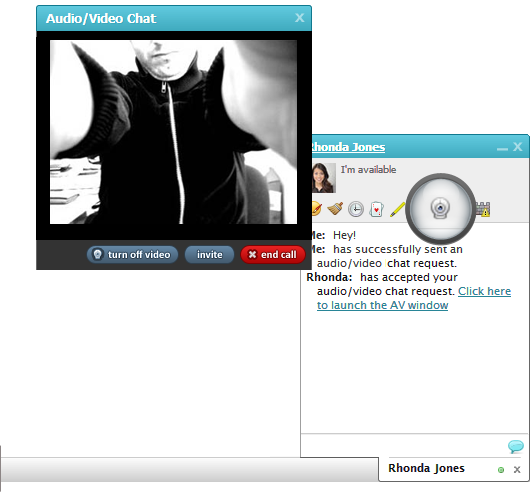 Audio/Video Chat
turn off video
invite
end call
Rhonda Jones
I'm available
Me: Hey!
Me: has successfully sent an
audio/video chat request.
Rhonda: has accepted your
audio/video chat request. Click here
to launch the AV window
Rhonda Jones